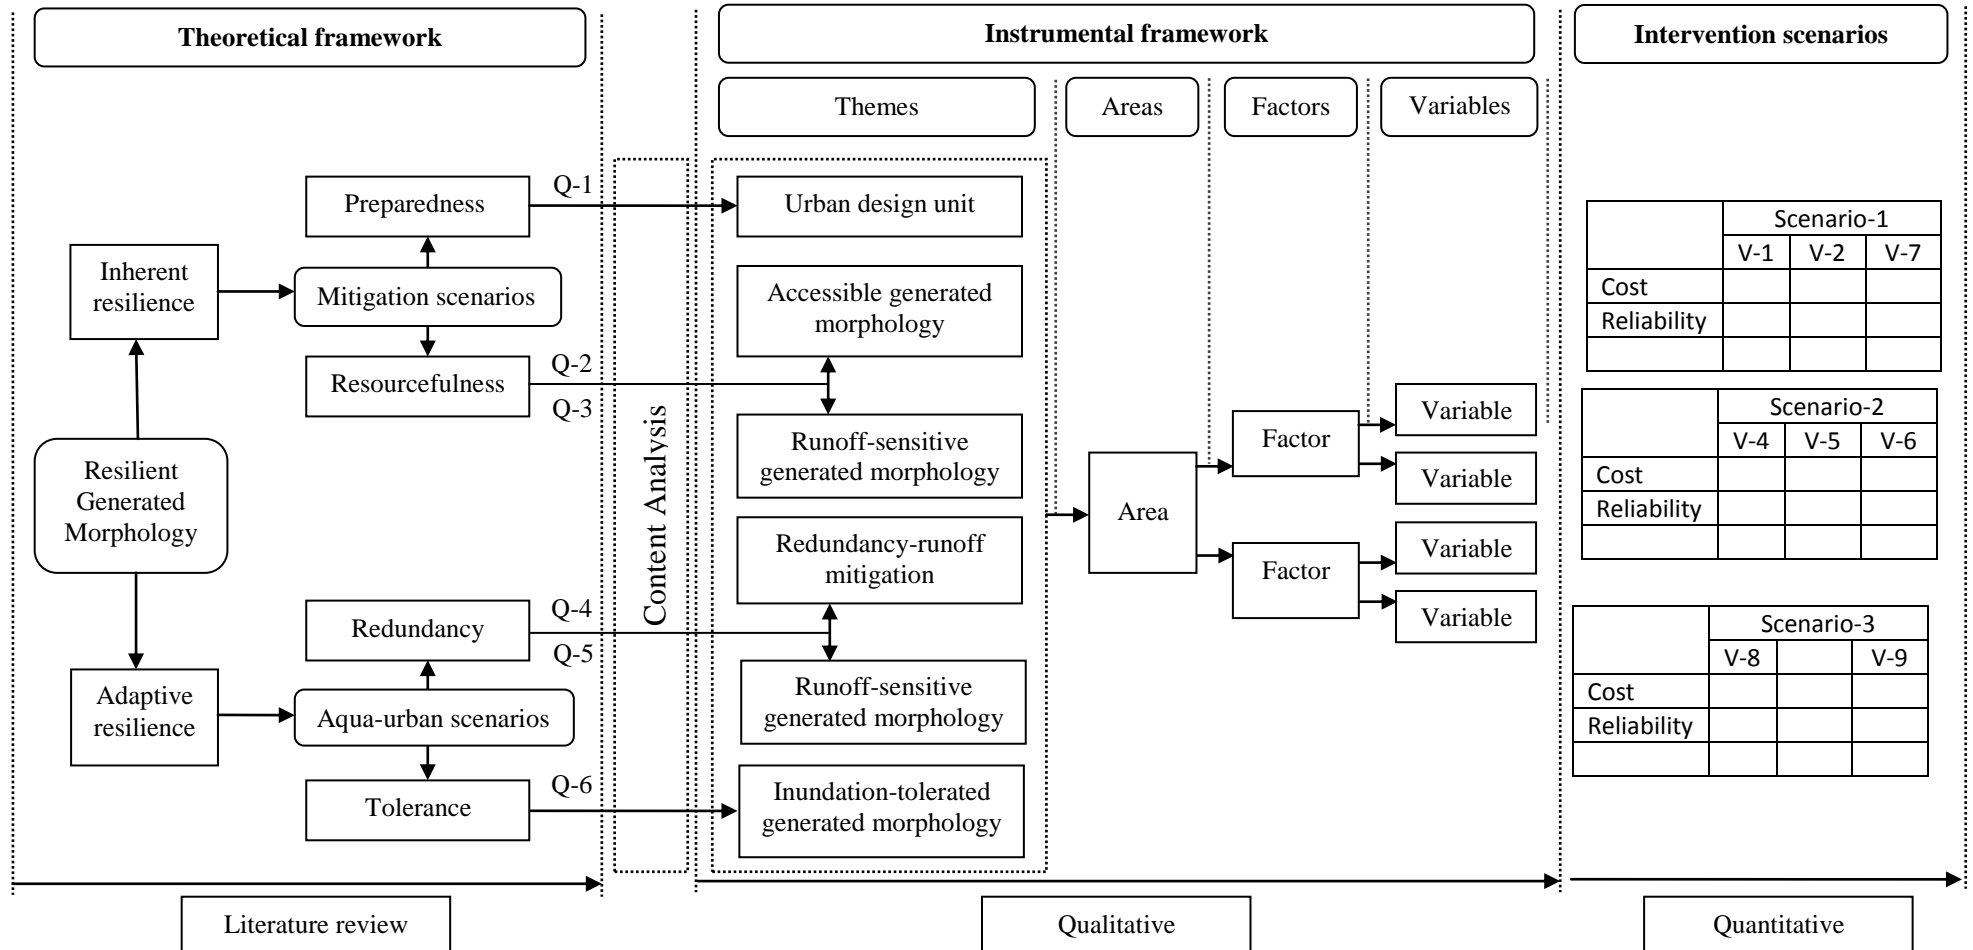 Theoretical framework
Instrumental framework
Intervention scenarios
Themes
Areas
Factors
Variables
Resilient
Generated
Morphology
Inherent
resilience
Adaptive
resilience
Preparedness
Mitigation scenarios
Resourcefulness
Redundancy
Aqua-urban scenarios
Tolerance
Q-1
Q-2
Q-3
Q-4
Q-5
Q-6
Content Analysis
Urban design unit
Accessible generated
morphology
Runoff-sensitive
generated morphology
Redundancy-runoff
mitigation
Runoff-sensitive
generated morphology
Inundation-tolerated
generated morphology
Area
Factor
Factor
Variable
Variable
Variable
Variable
Scenario-1
V-1 V-2 V-7
Cost
Reliability
Scenario-2
V-4 V-5 V-6
Cost
Reliability
Scenario-3
V-8 V-9
Cost
Reliability
Literature review
Qualitative
Quantitative